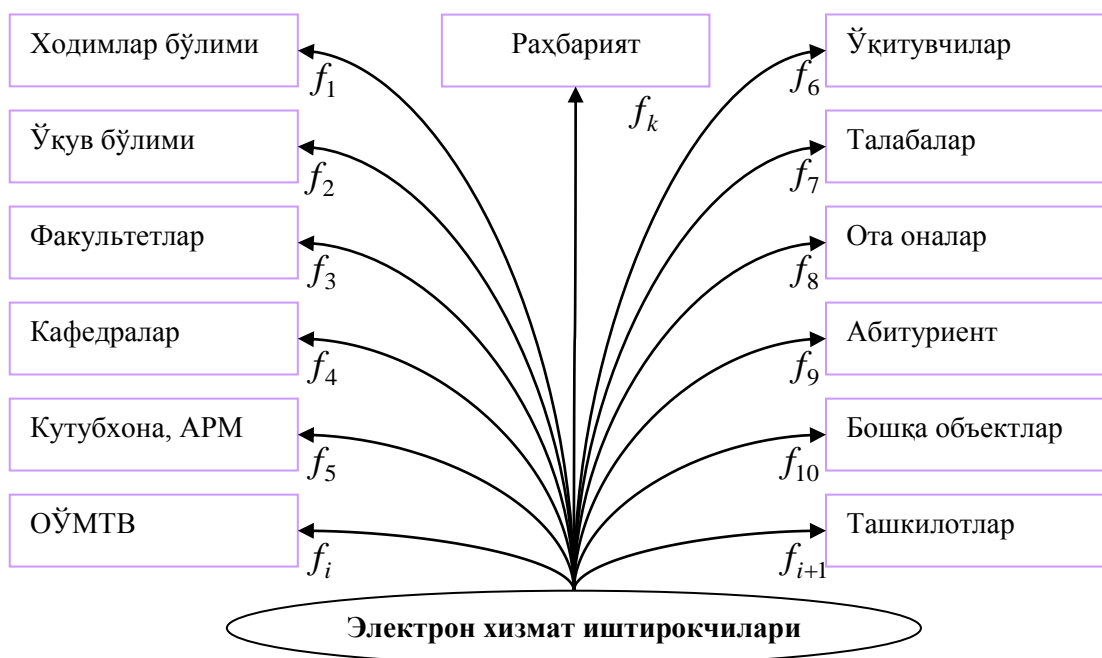 Ходимлар бўлими
Раҳбарият
Ўқитувчилар
f1
f6
fk
Ўқув бўлими
Талабалар
f2
f7
Факультетлар
Ота оналар
f3
f8
Кафедралар
Абитуриент
f4
f9
Кутубхона, АРМ
Бошқа объектлар
f5
f10
ОЎМТВ
Ташкилотлар
fi
fi+1
Электрон хизмат иштирокчилари